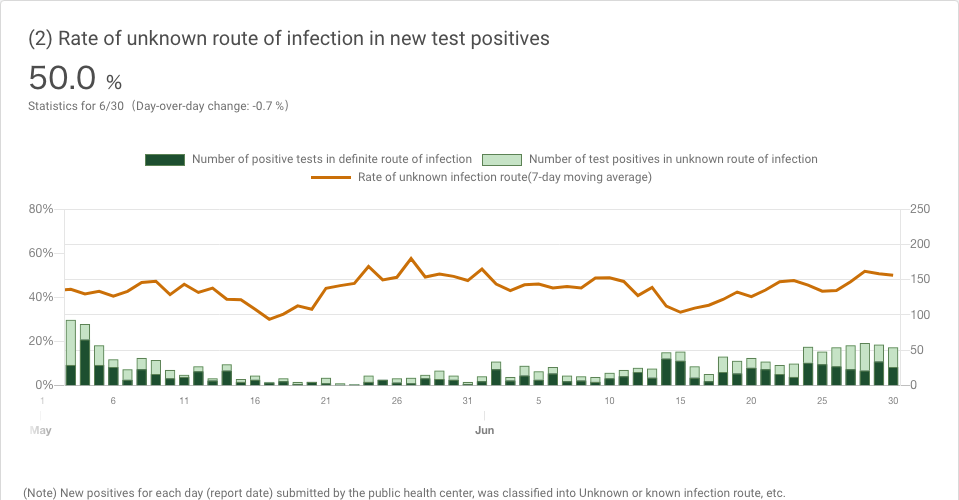 (2) Rate of unknown route of infection in new test positives
50.0 %
Statistics for 6/30 (Day-over-day change: -0.7 %)
Number of positive tests in definite route of infection Number of test positives in unknown route of infection
Rate of unknown infection route(7-day moving average)
80% 250
200
60%
150
40%
100
20%
50
0% 0
1 6 11 16 21 26 31 5 10 15 20 25 30
May Jun
(Note) New positives for each day (report date) submitted by the public health center, was classified into Unknown or known infection route, etc.